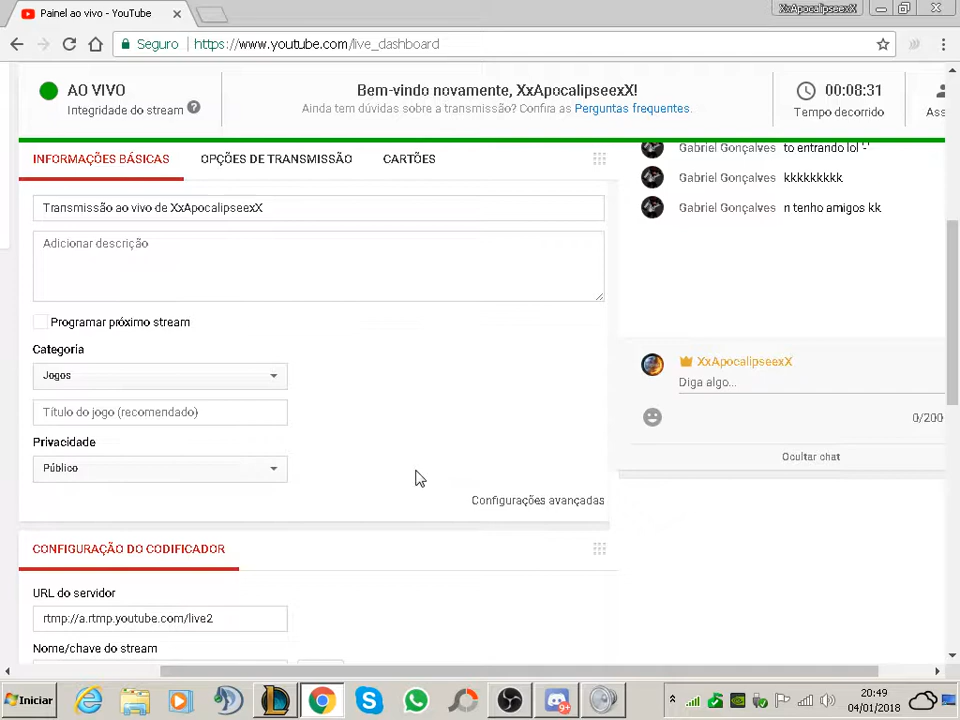 Painel ao vivo - YouTube
XxApocalipseexX
Seguro
https://www.youtube.com/live_dashboard
AO VIVO
Integridade do stream ?
Bem-vindo novamente, XxApocalipseexX!
Ainda tem dúvidas sobre a transmissão? Confira as Perguntas frequentes.
00:08:31
Tempo decorrido
Ass
INFORMAÇÕES BÁSICAS
OPÇÕES DE TRANSMISSÃO
CARTÕES
Transmissão ao vivo de XxApocalipseexX
Adicionar descrição
Programar próximo stream
Categoria
Jogos
Título do jogo (recomendado)
Privacidade
Público
Configurações avançadas
CONFIGURAÇÃO DO CODIFICADOR
URL do servidor
rtmp://a.rtmp.youtube.com/live2
Nome/chave do stream
Gabriel Gonçalves to entrando lol '-'
Gabriel Gonçalves kkkkkkkkk
Gabriel Gonçalves n tenho amigos kk
XxApocalipseexX
Diga algo...
0/200
Ocultar chat
Iniciar
20:49
04/01/2018